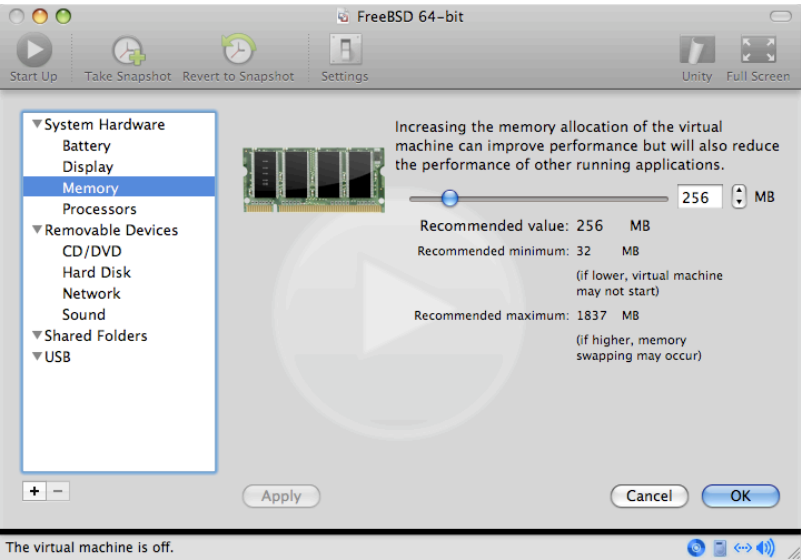 FreeBSD 64-bit
Start Up Take Snapshot Revert to Snapshot Settings Unity Full Screen
System Hardware
Battery
Display
Memory
Processors
Removable Devices
CD/DVD
Hard Disk
Network
Sound
Shared Folders
USB
Increasing the memory allocation of the virtual
machine can improve performance but will also reduce
the performance of other running applications.
256 MB
Recommended value: 256 MB
Recommended minimum: 32 MB
(if lower, virtual machine
may not start)
Recommended maximum: 1837 MB
(if higher, memory
swapping may occur)
+ −
Apply Cancel OK
The virtual machine is off.